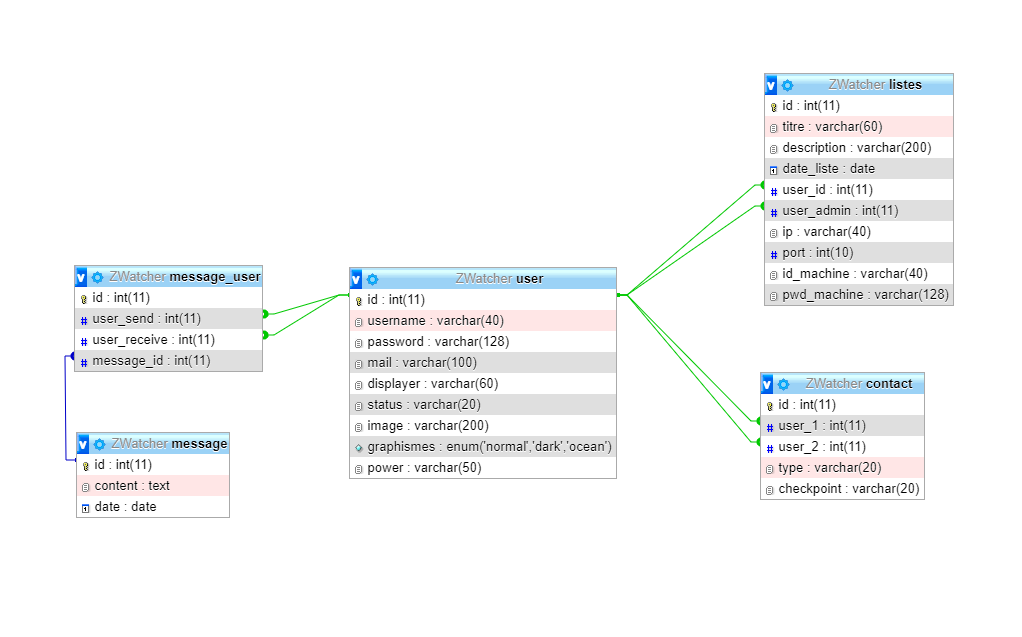 ZWatcher listes
id : int(11)
titre : varchar(60)
description : varchar(200)
date_liste : date
user_id : int(11)
user_admin : int(11)
ip : varchar(40)
port : int(10)
id_machine : varchar(40)
pwd_machine : varchar(128)
ZWatcher message_user
id : int(11)
user_send : int(11)
user_receive : int(11)
message_id : int(11)
ZWatcher user
id : int(11)
username : varchar(40)
password : varchar(128)
mail : varchar(100)
displayer : varchar(60)
status : varchar(20)
image : varchar(200)
graphismes : enum('normal','dark','ocean')
power : varchar(50)
ZWatcher contact
id : int(11)
user_1 : int(11)
user_2 : int(11)
type : varchar(20)
checkpoint : varchar(20)
ZWatcher message
id : int(11)
content : text
date : date